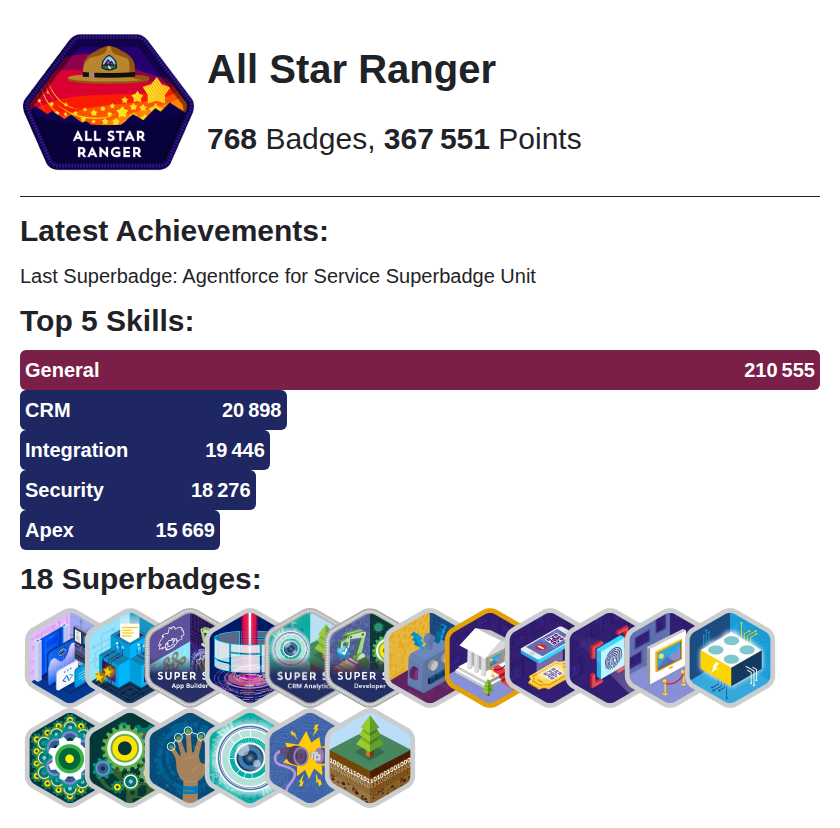 ALL STAR
RANGER
All Star Ranger
768 Badges, 367 551 Points
Latest Achievements:
Last Superbadge: Agentforce for Service Superbadge Unit
Top 5 Skills:
General 210 555
CRM 20 898
Integration 19 446
Security 18 276
Apex 15 669
18 Superbadges:
SUPER S SUPER S SUPER S
App Builder CRM Analytic Developer